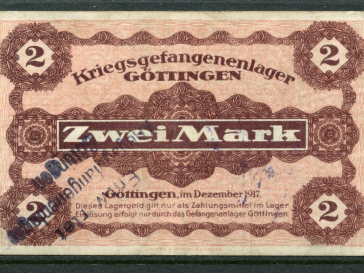 2 2
Kriegsgefangenenlager
GÖTTINGEN
Zwei Mark
Göttingen, im Dezember 1917.
Dieses Lagergeld gilt nur als Zahlungsmittel im Lager
Einlösung erfolgt nur durch das Gefangenenlager Göttingen.
2 2